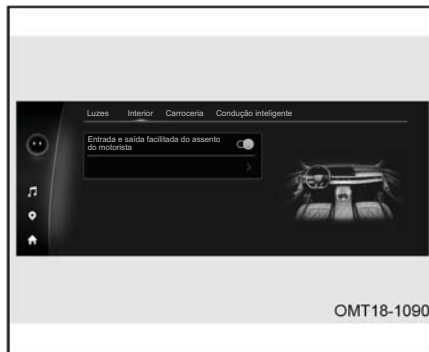 Luzes Interior Carroceria Condução inteligente
Entrada e saída facilitada do assento
do motorista
OMT18-1090